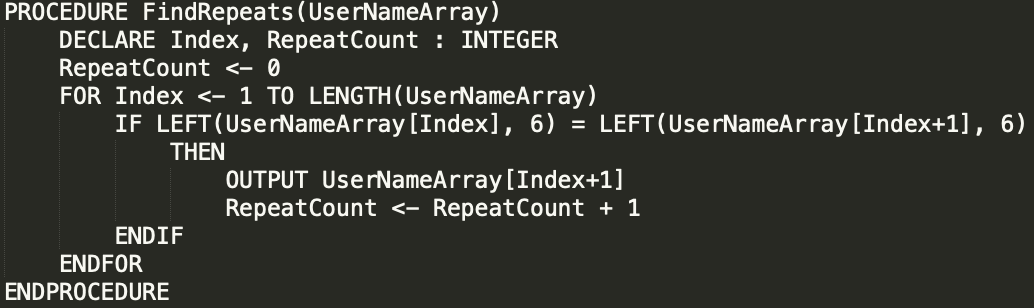 PROCEDURE FindRepeats(UserNameArray)
DECLARE Index, RepeatCount : INTEGER
RepeatCount <- 0
FOR Index <- 1 TO LENGTH(UserNameArray)
IF LEFT(UserNameArray[Index], 6) = LEFT(UserNameArray[Index+1], 6)
THEN
OUTPUT UserNameArray[Index+1]
RepeatCount <- RepeatCount + 1
ENDIF
ENDFOR
ENDPROCEDURE